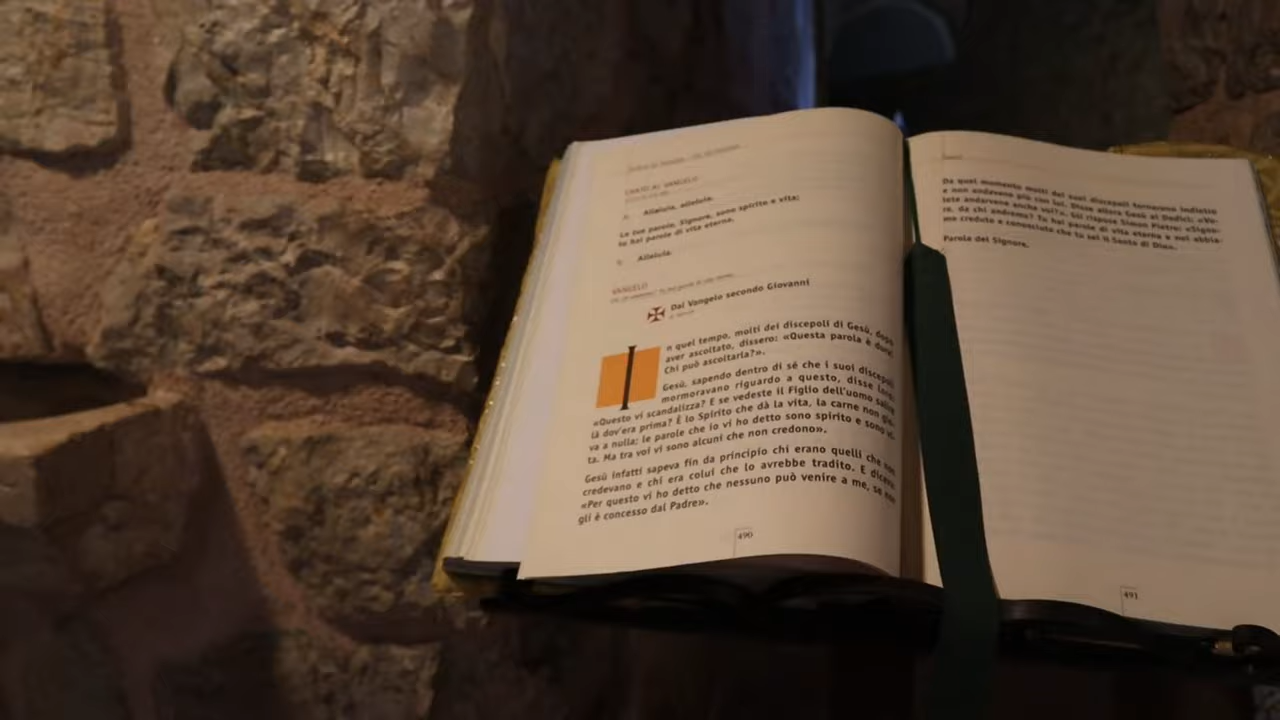 CANTO AL VANGELO
Alleluia, alleluia.
Le tue parole, Signore, sono spirito e vita;
tu hai parole di vita eterna.
Alleluia.
VANGELO
Dal Vangelo secondo Giovanni
In quel tempo, molti dei discepoli di Gesù, dopo
aver ascoltato, dissero: «Questa parola è dura!
Chi può ascoltarla?».
Gesù, sapendo dentro di sé che i suoi discepoli
mormoravano riguardo a questo, disse loro:
«Questo vi scandalizza? E se vedeste il Figlio dell'uomo salire
là dov'era prima? È lo Spirito che dà la vita, la carne non gio-
va a nulla; le parole che io vi ho detto sono spirito e sono vi-
ta. Ma tra voi vi sono alcuni che non credono».
Gesù infatti sapeva fin da principio chi erano quelli che non
credevano e chi era colui che lo avrebbe tradito. E diceva:
«Per questo vi ho detto che nessuno può venire a me, se non
gli è concesso dal Padre».
490
Da quel momento molti dei suoi discepoli tornarono indietro
e non andavano più con lui. Disse allora Gesù ai Dodici: «Vo-
lete andarvene anche voi?». Gli rispose Simon Pietro: «Signo-
re, da chi andremo? Tu hai parole di vita eterna e noi abbia-
mo creduto e conosciuto che tu sei il Santo di Dio».
Parola del Signore.
491